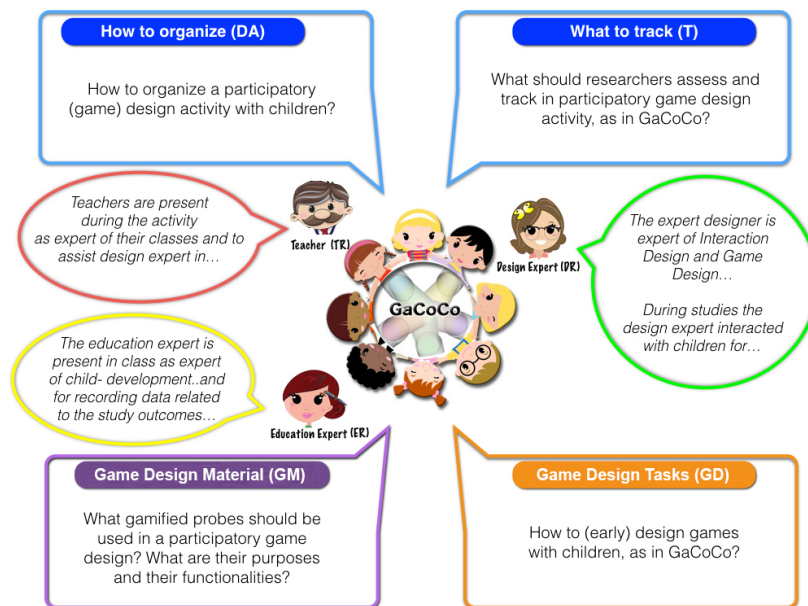 How to organize (DA)
How to organize a participatory
(game) design activity with children?
What to track (T)
What should researchers assess and
track in participatory game design
activity, as in GaCoCo?
Teachers are present
during the activity
as expert of their classes and to
assist design expert in…
Teacher (TR)
Design Expert (DR)
The expert designer is
expert of Interaction
Design and Game
Design…
During studies the
design expert interacted
with children for…
GaCoCo
The education expert is
present in class as expert
of child- development..and
for recording data related
to the study outcomes…
Education Expert (ER)
Game Design Material (GM)
What gamified probes should be
used in a participatory game
design? What are their purposes
and their functionalities?
Game Design Tasks (GD)
How to (early) design games
with children, as in GaCoCo?